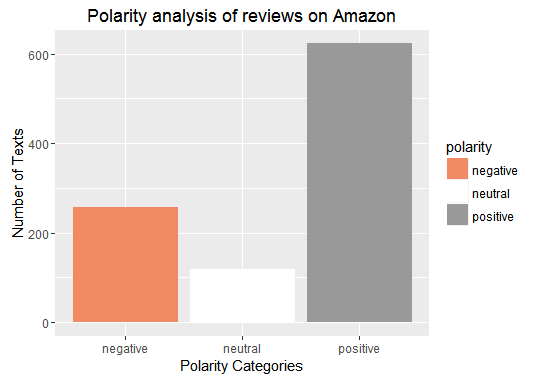 Polarity analysis of reviews on Amazon
600
400
200
0
Number of Texts
negative
neutral
positive
Polarity Categories
polarity
negative
neutral
positive